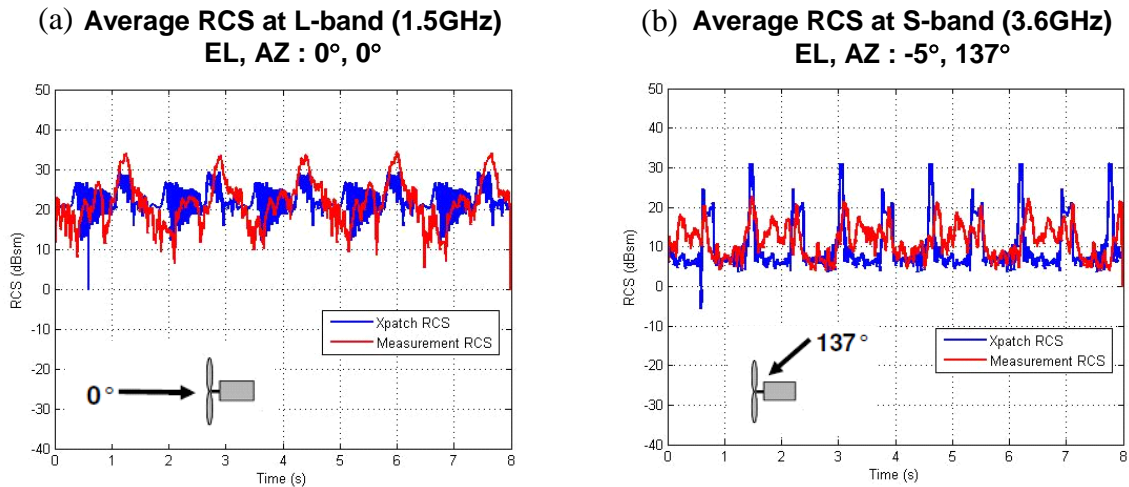 (a) Average RCS at L-band (1.5GHz)
EL, AZ : 0°, 0°
50
40
30
20
10
0
-10
-20
-30
-40
RCS (dBsm)
0 1 2 3 4 5 6 7 8
Time (s)
Xpatch RCS
Measurement RCS
0°
(b) Average RCS at S-band (3.6GHz)
EL, AZ : -5°, 137°
50
40
30
20
10
0
-10
-20
-30
-40
RCS (dBsm)
0 1 2 3 4 5 6 7 8
Time (s)
Xpatch RCS
Measurement RCS
137°